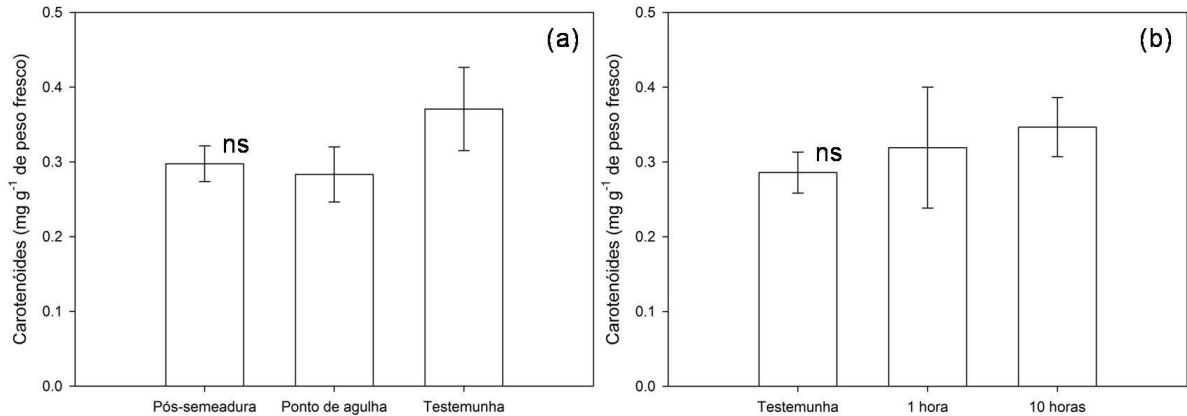 Carotenóides (mg g-1 de peso fresco)
0.5
0.4
0.3
0.2
0.1
0.0
(a)
ns
Pós-semeadura Ponto de agulha Testemunha
Carotenóides (mg g-1 de peso fresco)
0.5
0.4
0.3
0.2
0.1
0.0
(b)
ns
Testemunha 1 hora 10 horas